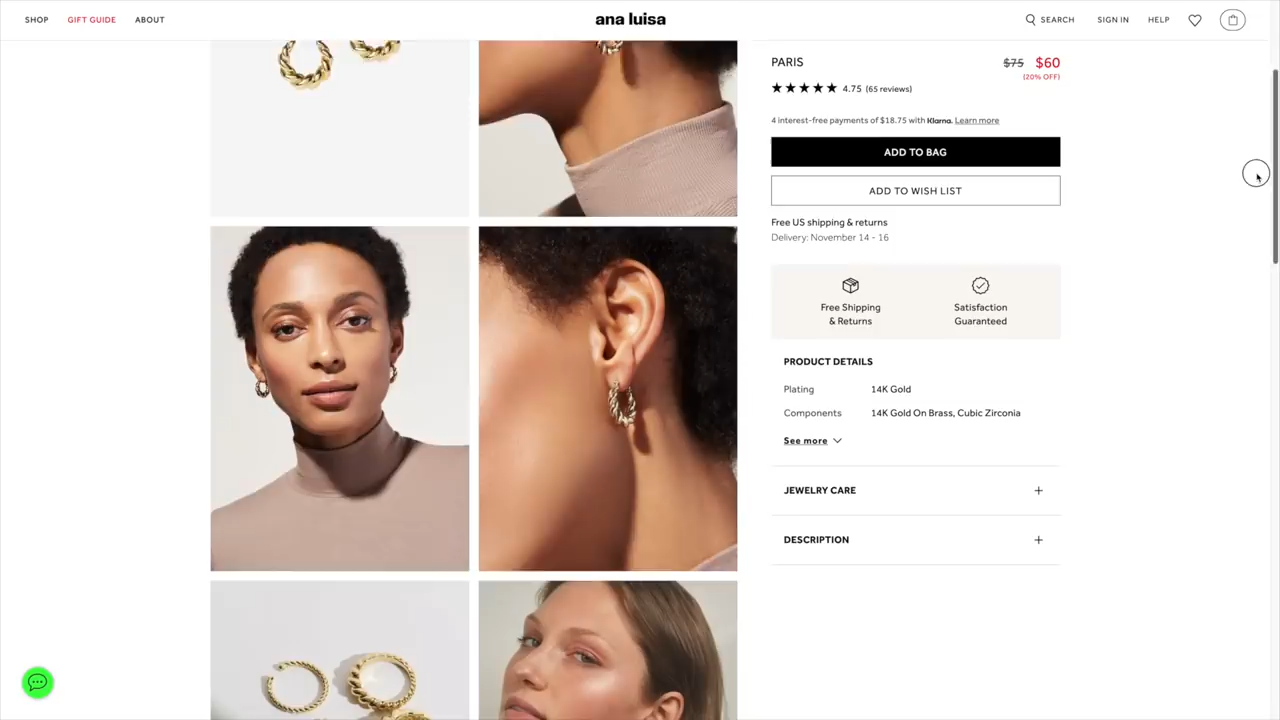 SHOP GIFT GUIDE ABOUT ana luisa SEARCH SIGN IN HELP
PARIS $75 $60
(20% OFF)
4.75 (65 reviews)
4 interest-free payments of $18.75 with Klarna. Learn more
ADD TO BAG
ADD TO WISH LIST
Free US shipping & returns
Delivery: November 14 - 16
Free Shipping
& Returns
Satisfaction
Guaranteed
PRODUCT DETAILS
Plating 14K Gold
Components 14K Gold On Brass, Cubic Zirconia
See more
JEWELRY CARE
DESCRIPTION